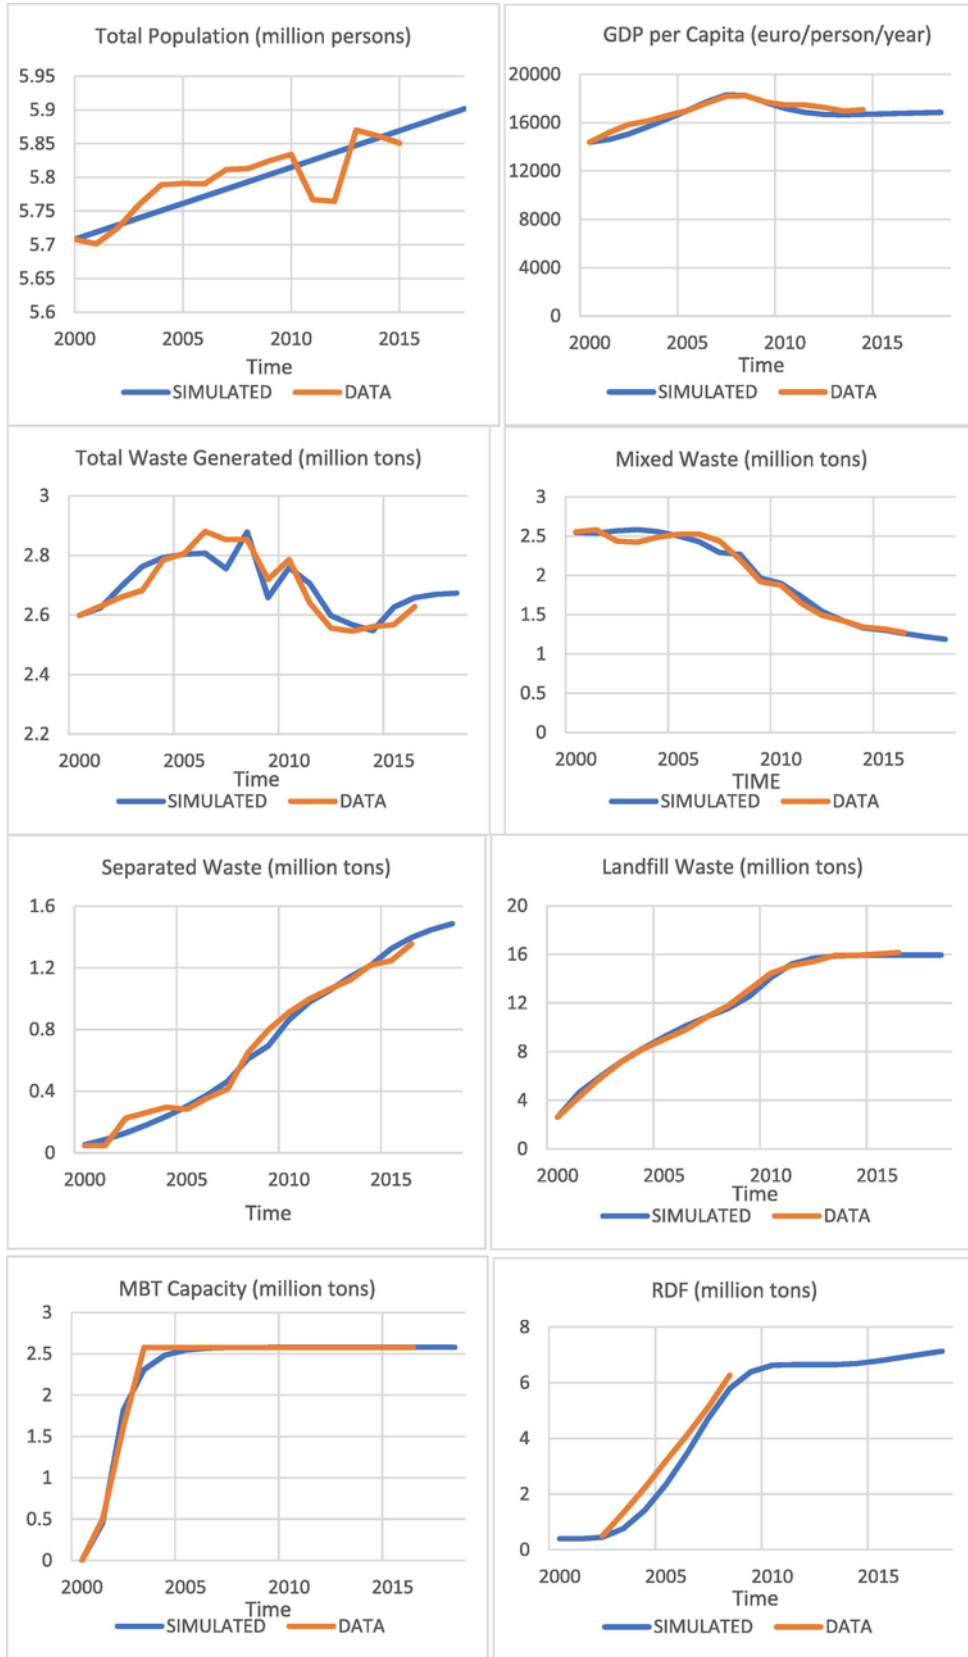 Total Population (million persons)
5.95
5.9
5.85
5.8
5.75
5.7
5.65
5.6
2000 2005 2010 2015
Time
SIMULATED DATA
GDP per Capita (euro/person/year)
20000
16000
12000
8000
4000
0
2000 2005 2010 2015
Time
SIMULATED DATA
Total Waste Generated (million tons)
3
2.8
2.6
2.4
2.2
2000 2005 2010 2015
Time
SIMULATED DATA
Mixed Waste (million tons)
3
2.5
2
1.5
1
0.5
0
2000 2005 2010 2015
TIME
SIMULATED DATA
Separated Waste (million tons)
1.6
1.2
0.8
0.4
0
2000 2005 2010 2015
Time
Landfill Waste (million tons)
20
16
12
8
4
0
2000 2005 2010 2015
Time
SIMULATED DATA
MBT Capacity (million tons)
3
2.5
2
1.5
1
0.5
0
2000 2005 2010 2015
Time
SIMULATED DATA
RDF (million tons)
8
6
4
2
0
2000 2005 2010 2015
Time
SIMULATED DATA